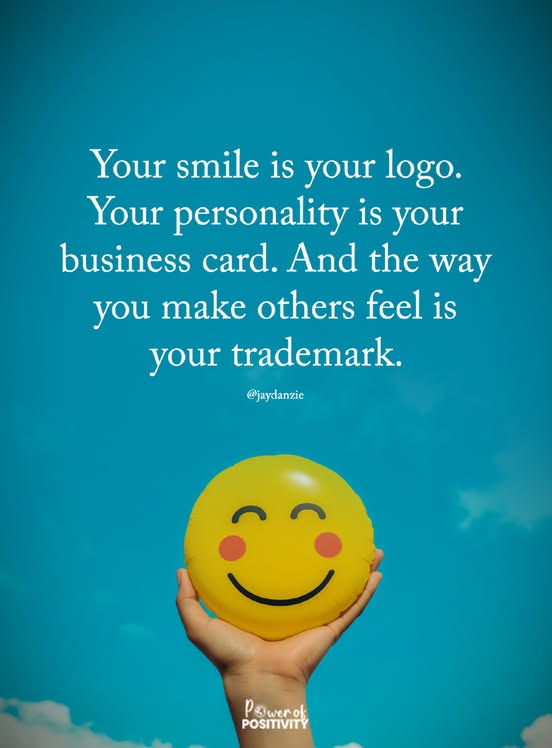 Your smile is your logo.
Your personality is your
business card. And the way
you make others feel is
your trademark.
@jaydanzie
Power of
POSITIVITY